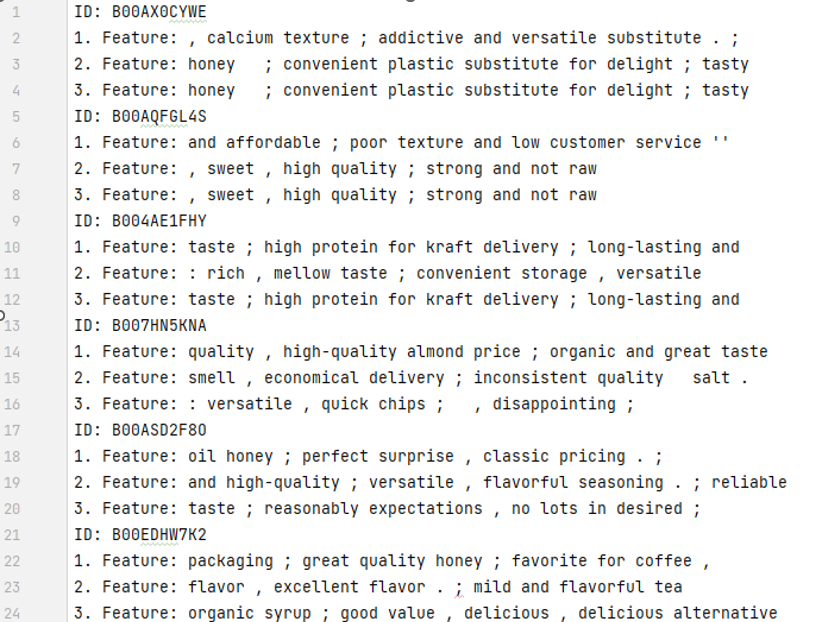 1 ID: B00AX0CYWE
2 1. Feature: , calcium texture ; addictive and versatile substitute . ;
3 2. Feature: honey   ; convenient plastic substitute for delight ; tasty
4 3. Feature: honey   ; convenient plastic substitute for delight ; tasty
5 ID: B00AQFGL4S
6 1. Feature: and affordable ; poor texture and low customer service ''
7 2. Feature: , sweet , high quality ; strong and not raw
8 3. Feature: , sweet , high quality ; strong and not raw
9 ID: B004AE1FHY
10 1. Feature: taste ; high protein for kraft delivery ; long-lasting and
11 2. Feature: : rich , mellow taste ; convenient storage , versatile
12 3. Feature: taste ; high protein for kraft delivery ; long-lasting and
13 ID: B007HN5KNA
14 1. Feature: quality , high-quality almond price ; organic and great taste
15 2. Feature: smell , economical delivery ; inconsistent quality   salt .
16 3. Feature: : versatile , quick chips ;   , disappointing ;
17 ID: B00ASD2F8O
18 1. Feature: oil honey ; perfect surprise , classic pricing . ;
19 2. Feature: and high-quality ; versatile , flavorful seasoning . ; reliable
20 3. Feature: taste ; reasonably expectations , no lots in desired ;
21 ID: B00EDHW7K2
22 1. Feature: packaging ; great quality honey ; favorite for coffee ,
23 2. Feature: flavor , excellent flavor . ; mild and flavorful tea
24 3. Feature: organic syrup ; good value , delicious , delicious alternative